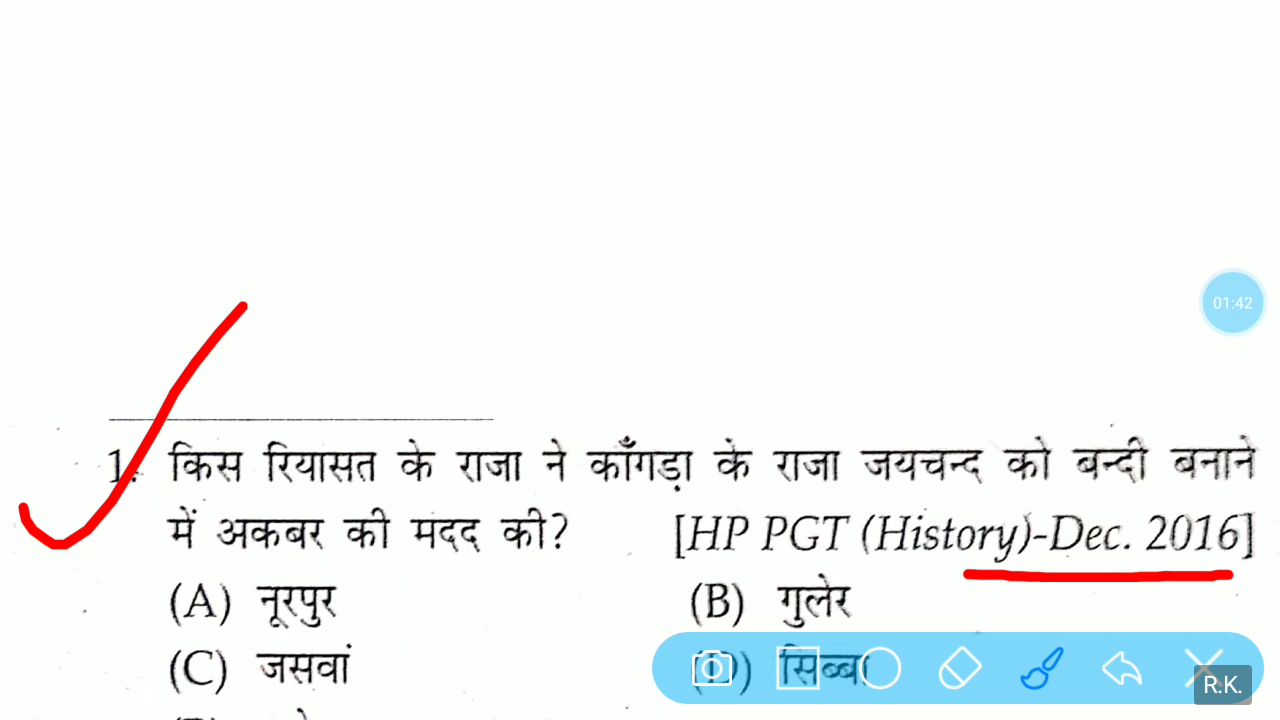 01:42
1. किस रियासत के राजा ने काँगड़ा के राजा जयचन्द को बन्दी बनाने
में अकबर की मदद की? [HP PGT (History)-Dec. 2016]
(A) नूरपुर (B) गुलेर
(C) जसवां (D) सिब्बा
R.K.